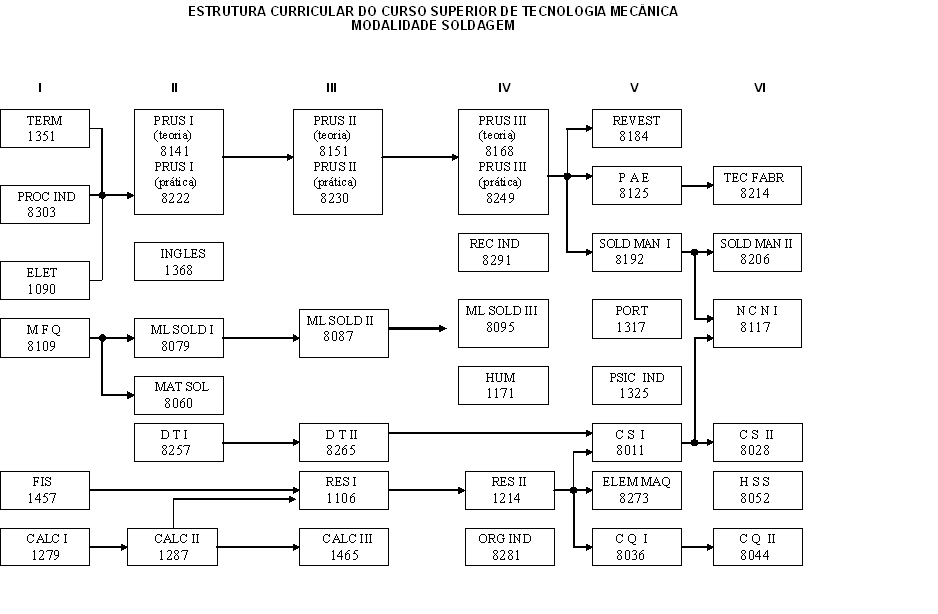 ESTRUTURA CURRICULAR DO CURSO SUPERIOR DE TECNOLOGIA MECÂNICA
MODALIDADE SOLDAGEM
I
II
III
IV
V
VI
TERM
1351
PROC IND
8303
ELET
1090
M F Q
8109
FIS
1457
CALC I
1279
PRUS I
(teoria)
8141
PRUS I
(prática)
8222
INGLES
1368
ML SOLD I
8079
MAT SOL
8060
D T I
8257
CALC II
1287
PRUS II
(teoria)
8151
PRUS II
(prática)
8230
ML SOLD II
8087
D T II
8265
RES I
1106
CALC III
1465
PRUS III
(teoria)
8168
PRUS III
(prática)
8249
REC IND
8291
ML SOLD III
8095
HUM
1171
RES II
1214
ORG IND
8281
REVEST
8184
P A E
8125
SOLD MAN I
8192
PORT
1317
PSIC IND
1325
C S I
8011
ELEM MAQ
8273
C Q I
8036
TEC FABR
8214
SOLD MAN II
8206
N C N I
8117
C S II
8028
H S S
8052
C Q II
8044